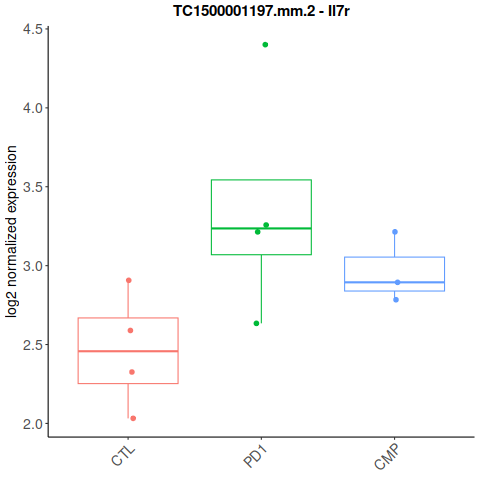 TC1500001197.mm.2 - Il7r
log2 normalized expression
4.5
4.0
3.5
3.0
2.5
2.0
CTL
PD1
CMP